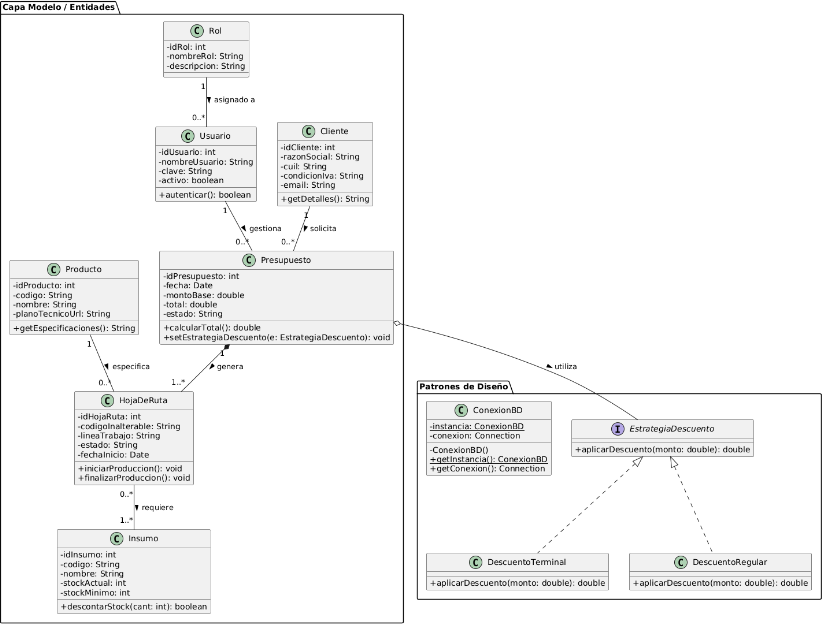 Capa Modelo / Entidades
C Rol
-idRol: int
-nombreRol: String
-descripcion: String
1
asignado a
0..*
C Usuario
-idUsuario: int
-nombreUsuario: String
-clave: String
-activo: boolean
+autenticar(): boolean
C Cliente
-idCliente: int
-razonSocial: String
-cuil: String
-condicionIva: String
-email: String
+getDetalles(): String
1
gestiona
0..*
1
solicita
0..*
C Producto
-idProducto: int
-codigo: String
-nombre: String
-planoTecnicoUrl: String
+getEspecificaciones(): String
C Presupuesto
-idPresupuesto: int
-fecha: Date
-montoBase: double
-total: double
-estado: String
+calcularTotal(): double
+setEstrategiaDescuento(e: EstrategiaDescuento): void
1
especifica
0..*
1
genera
1..*
utiliza
C HojaDeRuta
-idHojaRuta: int
-codigoInalterable: String
-lineaTrabajo: String
-estado: String
-fechaInicio: Date
+iniciarProduccion(): void
+finalizarProduccion(): void
0..*
requiere
1..*
C Insumo
-idInsumo: int
-codigo: String
-nombre: String
-stockActual: int
-stockMinimo: int
+descontarStock(cant: int): boolean
Patrones de Diseño
C ConexionBD
-instancia: ConexionBD
-conexion: Connection
-ConexionBD()
+getInstancia(): ConexionBD
+getConexion(): Connection
I EstrategiaDescuento
+aplicarDescuento(monto: double): double
C DescuentoTerminal
+aplicarDescuento(monto: double): double
C DescuentoRegular
+aplicarDescuento(monto: double): double